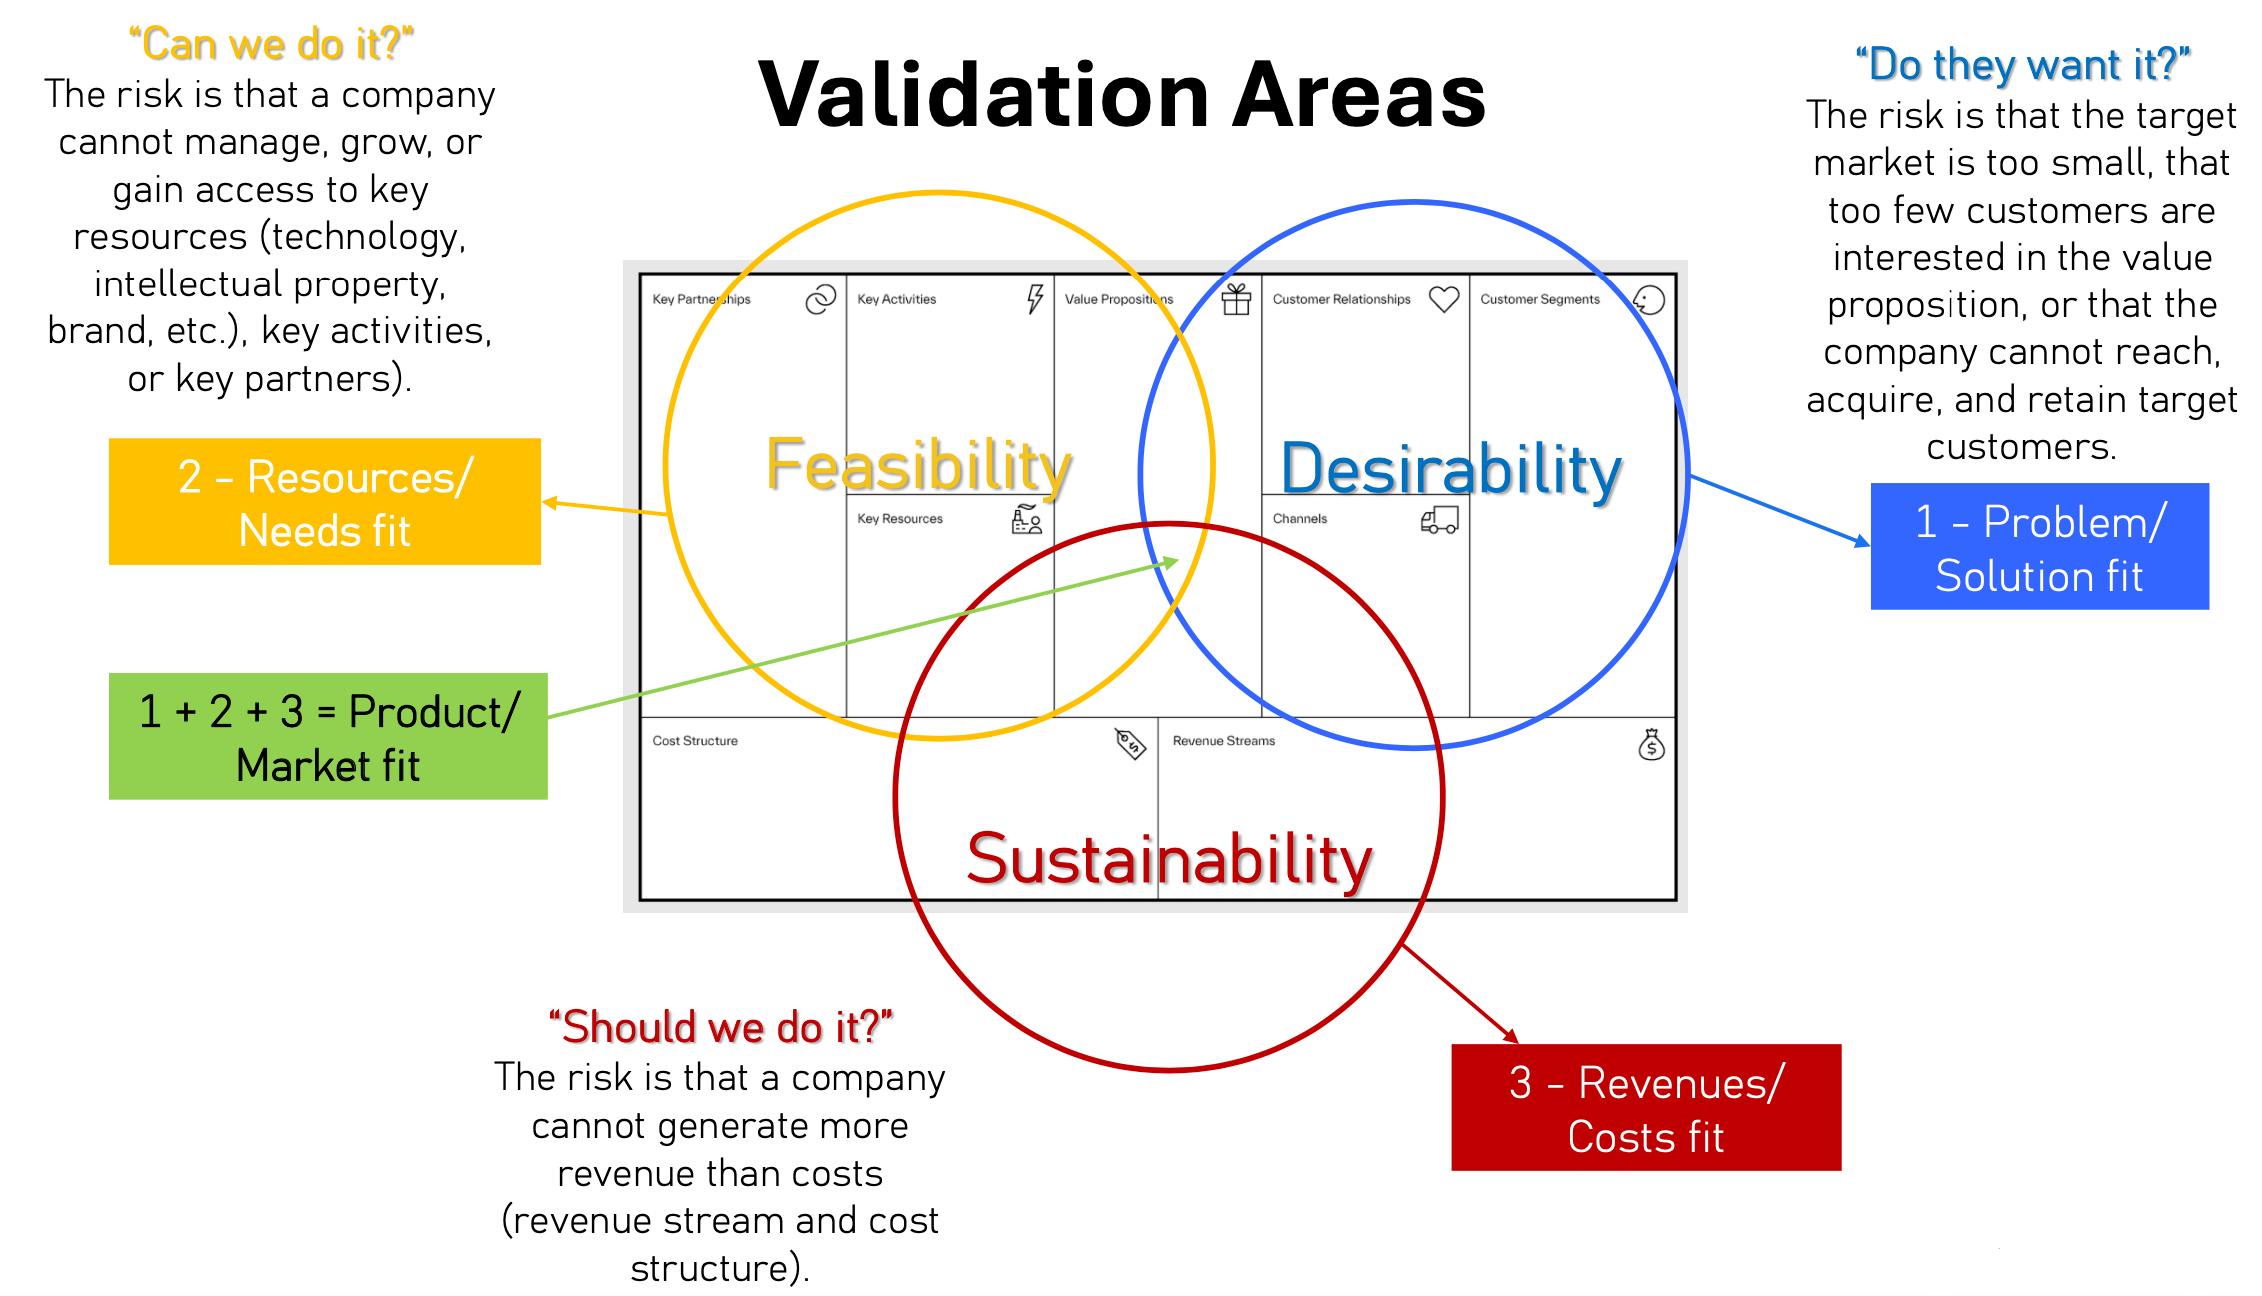 Validation Areas
“Can we do it?”
The risk is that a company
cannot manage, grow, or
gain access to key
resources (technology,
intellectual property,
brand, etc.), key activities,
or key partners).
2 – Resources/
Needs fit
1 + 2 + 3 = Product/
Market fit
“Do they want it?”
The risk is that the target
market is too small, that
too few customers are
interested in the value
proposition, or that the
company cannot reach,
acquire, and retain target
customers.
1 – Problem/
Solution fit
Key Partnerships
Key Activities
Value Propositions
Customer Relationships
Customer Segments
Feasibility
Desirability
Key Resources
Channels
Cost Structure
Revenue Streams
Sustainability
“Should we do it?”
The risk is that a company
cannot generate more
revenue than costs
(revenue stream and cost
structure).
3 – Revenues/
Costs fit